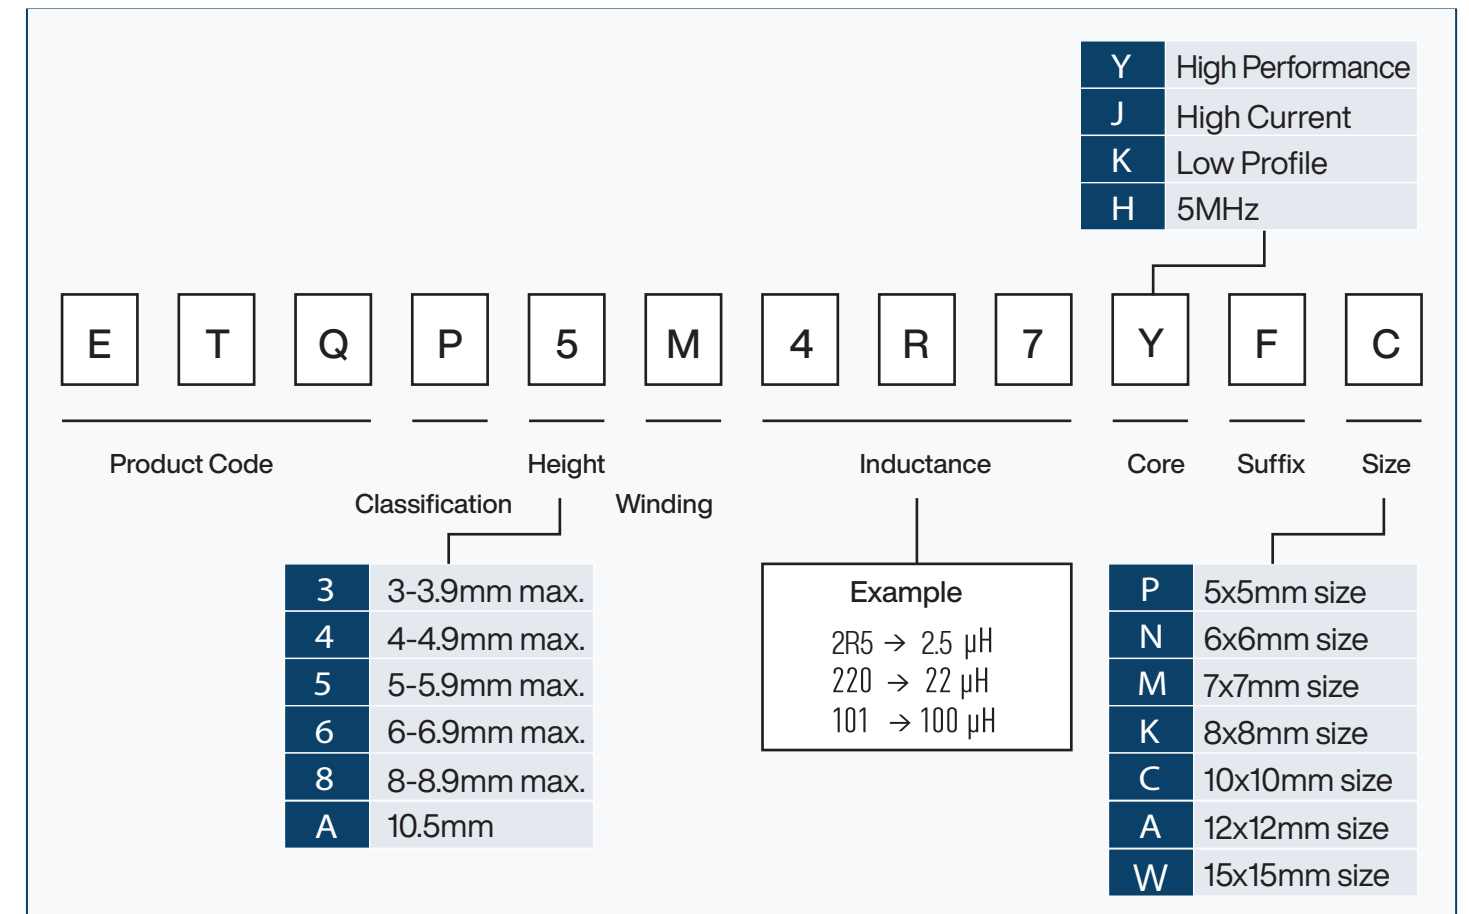 Y High Performance
J High Current
K Low Profile
H 5MHz
E T Q P 5 M 4 R 7 Y F C
Product Code Height Inductance Core Suffix Size
Classification Winding
3 3-3.9mm max.
4 4-4.9mm max.
5 5-5.9mm max.
6 6-6.9mm max.
8 8-8.9mm max.
A 10.5mm
Example
2R5 → 2.5 µH
220 → 22 µH
101 → 100 µH
P 5x5mm size
N 6x6mm size
M 7x7mm size
K 8x8mm size
C 10x10mm size
A 12x12mm size
W 15x15mm size